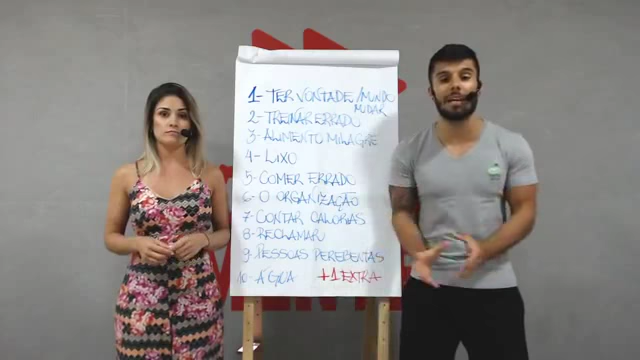 1- TER VONTADE/MUNDO
MUDAR
2- TREINAR ERRADO
3- ALIMENTO MILAGRE
4- LIXO
5- COMER ERRADO
6- O ORGANIZAÇÃO
7- CONTAR CALORIAS
8- RECLAMAR
9- PESSOAS PEREBENTAS
10- ÁGUA +1 EXTRA